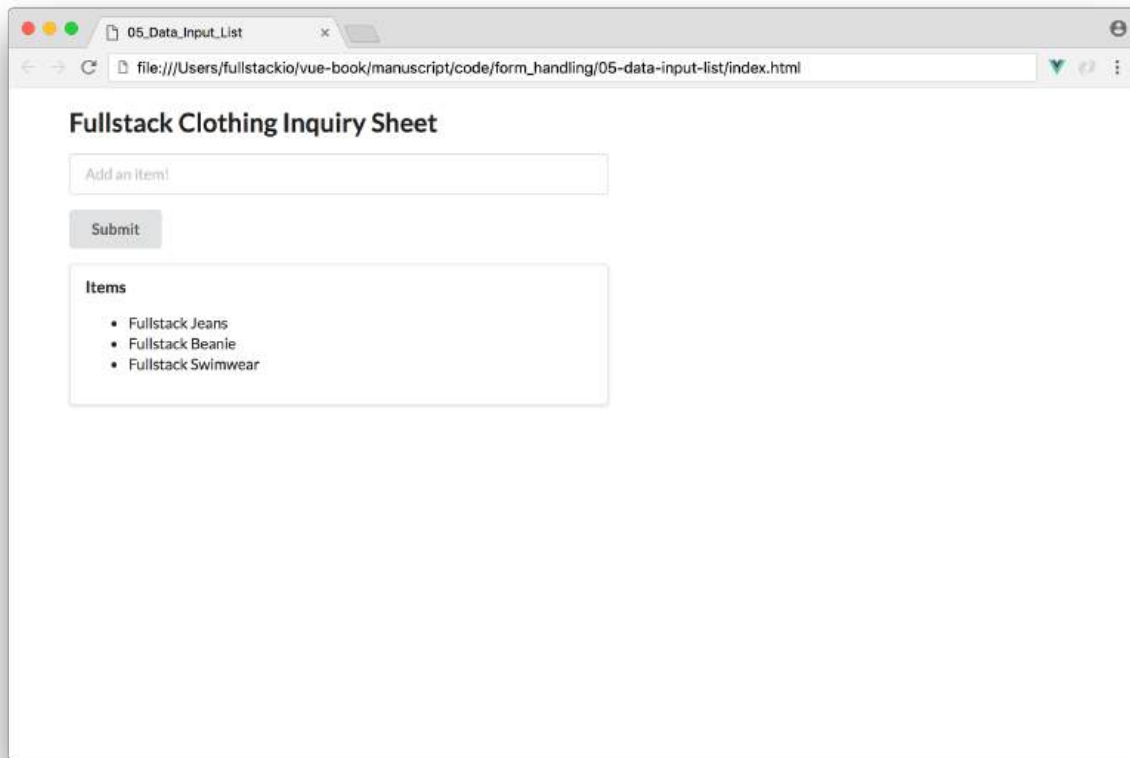 05_Data_Input_List
file:///Users/fullstackio/vue-book/manuscript/code/form_handling/05-data-input-list/index.html
Fullstack Clothing Inquiry Sheet
Add an item!
Submit
Items
• Fullstack Jeans
• Fullstack Beanie
• Fullstack Swimwear